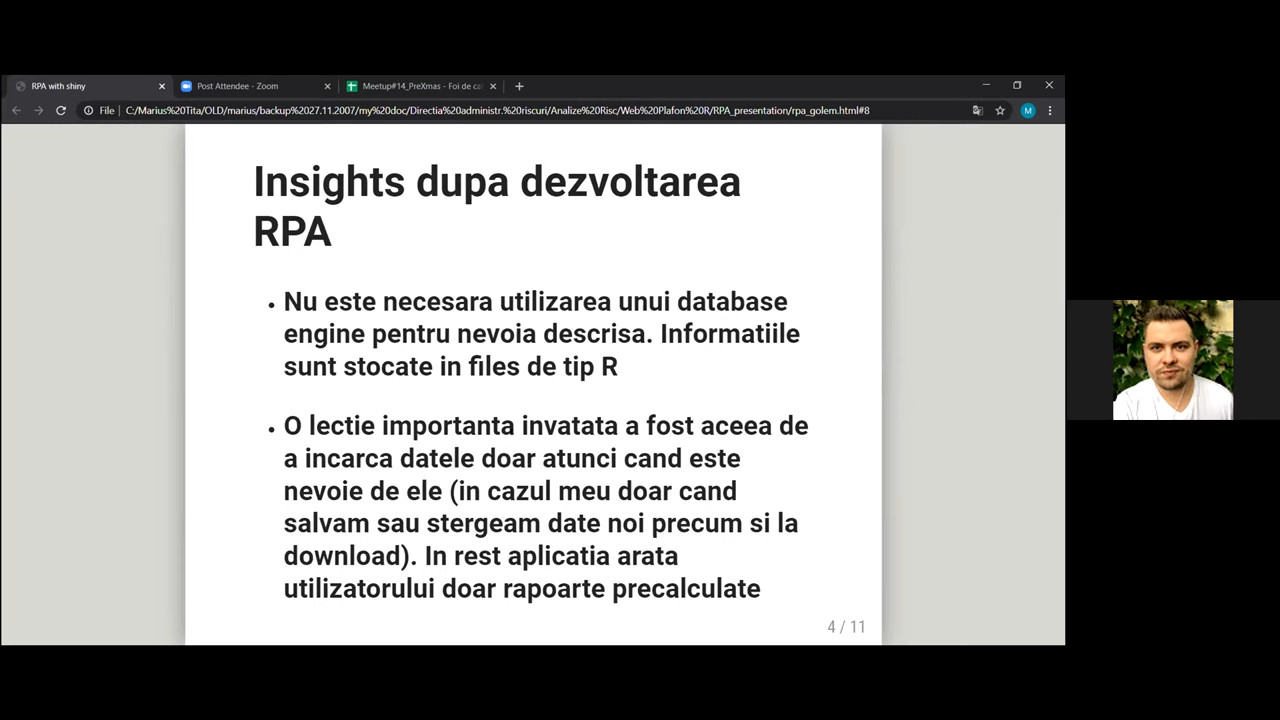 RPA with shiny
Post Attendee - Zoom
Meetup#14_PreXmas - Foi de ca
File
C:/Marius%20Tita/OLD/marius/backup%2027.11.2007/my%20doc/Directia%20administr.%20riscuri/Analize%20Risc/Web%20Plafon%20R/RPA_presentation/rpa_golem.html#8
M
Insights dupa dezvoltarea
RPA
• Nu este necesara utilizarea unui database
engine pentru nevoia descrisa. Informatiile
sunt stocate in files de tip R
• O lectie importanta invatata a fost aceea de
a incarca datele doar atunci cand este
nevoie de ele (in cazul meu doar cand
salvam sau stergeam date noi precum si la
download). In rest aplicatia arata
utilizatorului doar rapoarte precalculate
4 / 11